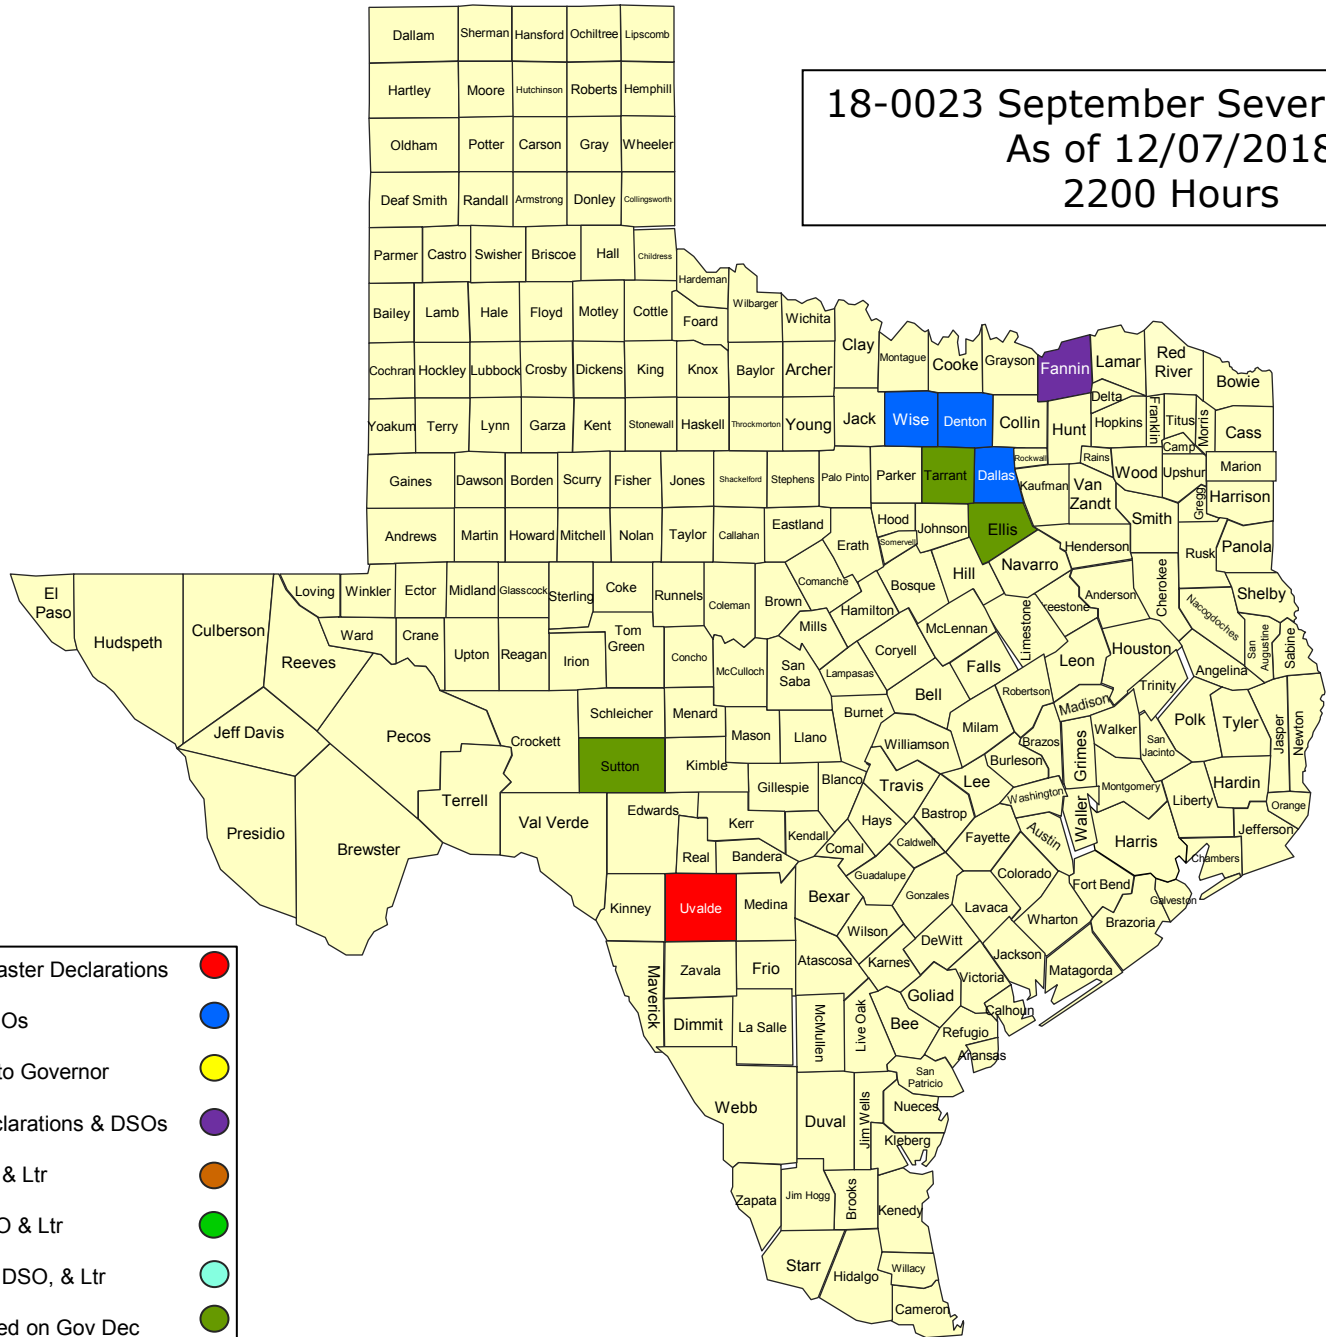 Dallam Sherman Hansford Ochiltree Lipscomb
Hartley Moore Hutchinson Roberts Hemphill
18-0023 September Sever
As of 12/07/2018
2200 Hours
Oldham Potter Carson Gray Wheeler
Deaf Smith Randall Armstrong Donley Collingsworth
Parmer Castro Swisher Briscoe Hall Childress
Hardeman
Bailey Lamb Hale Floyd Motley Cottle Foard Wilbarger Wichita
Clay Montague Cooke Grayson Fannin Lamar Red River Bowie
Cochran Hockley Lubbock Crosby Dickens King Knox Baylor Archer
Delta
Yoakum Terry Lynn Garza Kent Stonewall Haskell Throckmorton Young Jack Wise Denton Collin Hunt Hopkins Franklin Titus Morris Cass
Camp
Gaines Dawson Borden Scurry Fisher Jones Shackelford Stephens Palo Pinto Parker Tarrant Dallas Rockwall Kaufman Rains Van Zandt Wood Upshur Marion
Gregg Harrison
Andrews Martin Howard Mitchell Nolan Taylor Callahan Eastland Erath Hood Somervell Johnson Ellis Henderson Smith Rusk Panola
El Paso Hudspeth Culberson Loving Winkler Ector Midland Glasscock Sterling Coke Runnels Coleman Brown Comanche Hamilton Bosque Hill Navarro Anderson Cherokee Shelby
Reeves Ward Crane Upton Reagan Irion Tom Green Concho McCulloch San Saba Mills Lampasas Coryell McLennan Limestone reestone Leon Houston Nacogdoches San Augustine Sabine
Falls Bell Robertson Madison Trinity Angelina
Jeff Davis Pecos Crockett Schleicher Menard Mason Llano Burnet Williamson Milam Brazos Grimes Walker San Jacinto Polk Tyler Jasper Newton
Sutton Kimble Gillespie Blanco Travis Lee Burleson Washington Montgomery Liberty Hardin Orange
Presidio Brewster Terrell Val Verde Edwards Kerr Kendall Hays Comal Caldwell Bastrop Fayette Austin Waller Harris Jefferson Chambers
Real Bandera Guadalupe Gonzales Colorado Fort Bend Galveston
Kinney Uvalde Medina Bexar Wilson Lavaca Wharton Brazoria
Maverick Zavala Frio Atascosa Karnes DeWitt Jackson Matagorda
Victoria Goliad Calhoun
Dimmit La Salle McMullen Live Oak Bee Refugio Aransas
San Patricio
Webb Duval Jim Wells Nueces Kleberg
Zapata Jim Hogg Brooks Kenedy
Starr Hidalgo Willacy
Cameron
aster Declarations
Os
to Governor
clarations & DSOs
& Ltr
O & Ltr
DSO, & Ltr
ed on Gov Dec